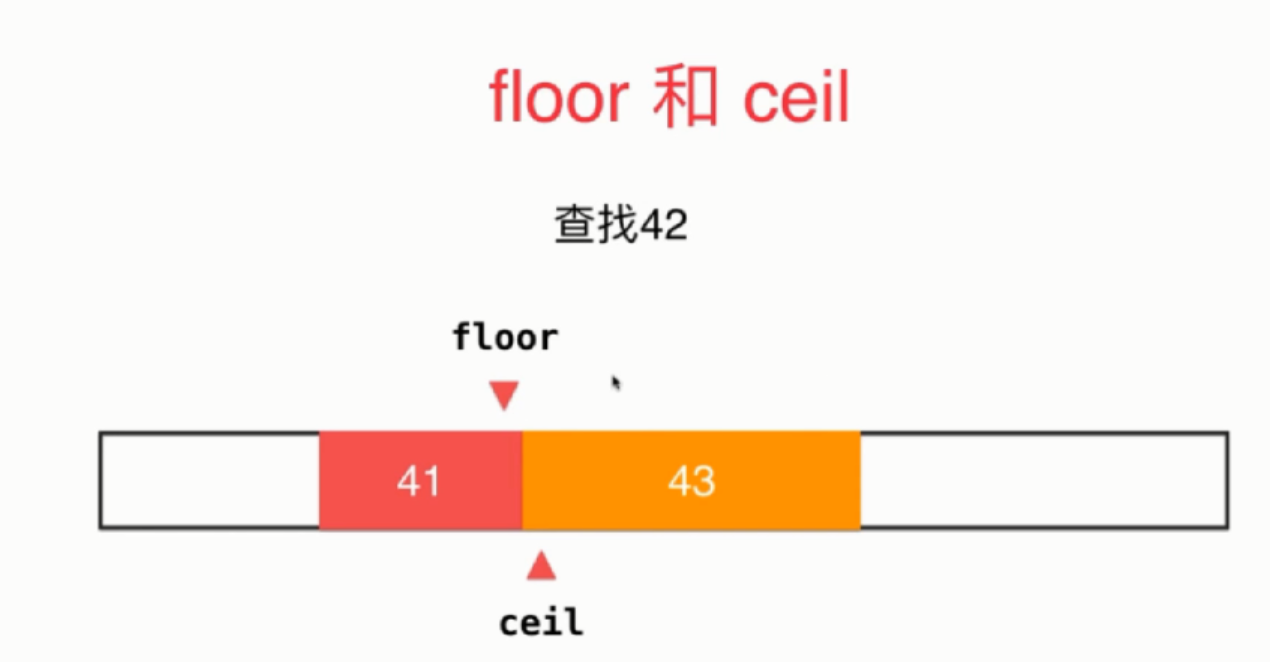 floor 和 ceil
查找42
floor
41 43
ceil